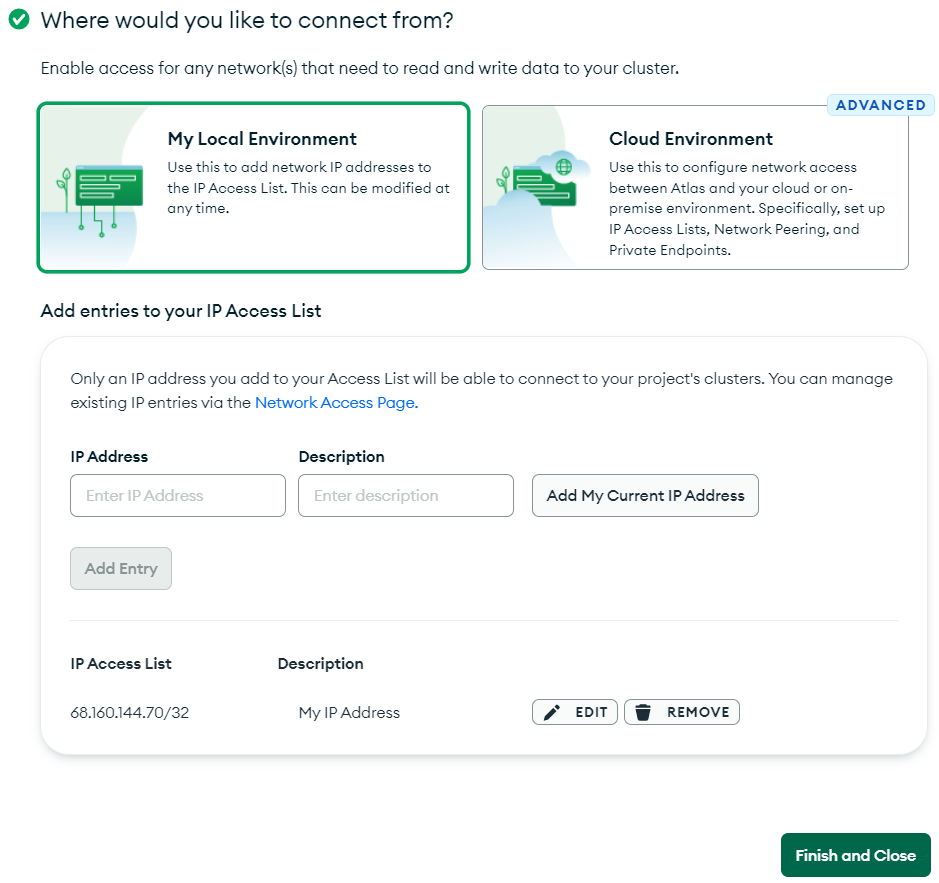 Where would you like to connect from?
Enable access for any network(s) that need to read and write data to your cluster.
ADVANCED
My Local Environment
Use this to add network IP addresses to
the IP Access List. This can be modified at
any time.
Cloud Environment
Use this to configure network access
between Atlas and your cloud or on-
premise environment. Specifically, set up
IP Access Lists, Network Peering, and
Private Endpoints.
Add entries to your IP Access List
Only an IP address you add to your Access List will be able to connect to your project's clusters. You can manage
existing IP entries via the Network Access Page.
IP Address Description
Enter IP Address Enter description Add My Current IP Address
Add Entry
IP Access List Description
68.160.144.70/32 My IP Address EDIT REMOVE
Finish and Close